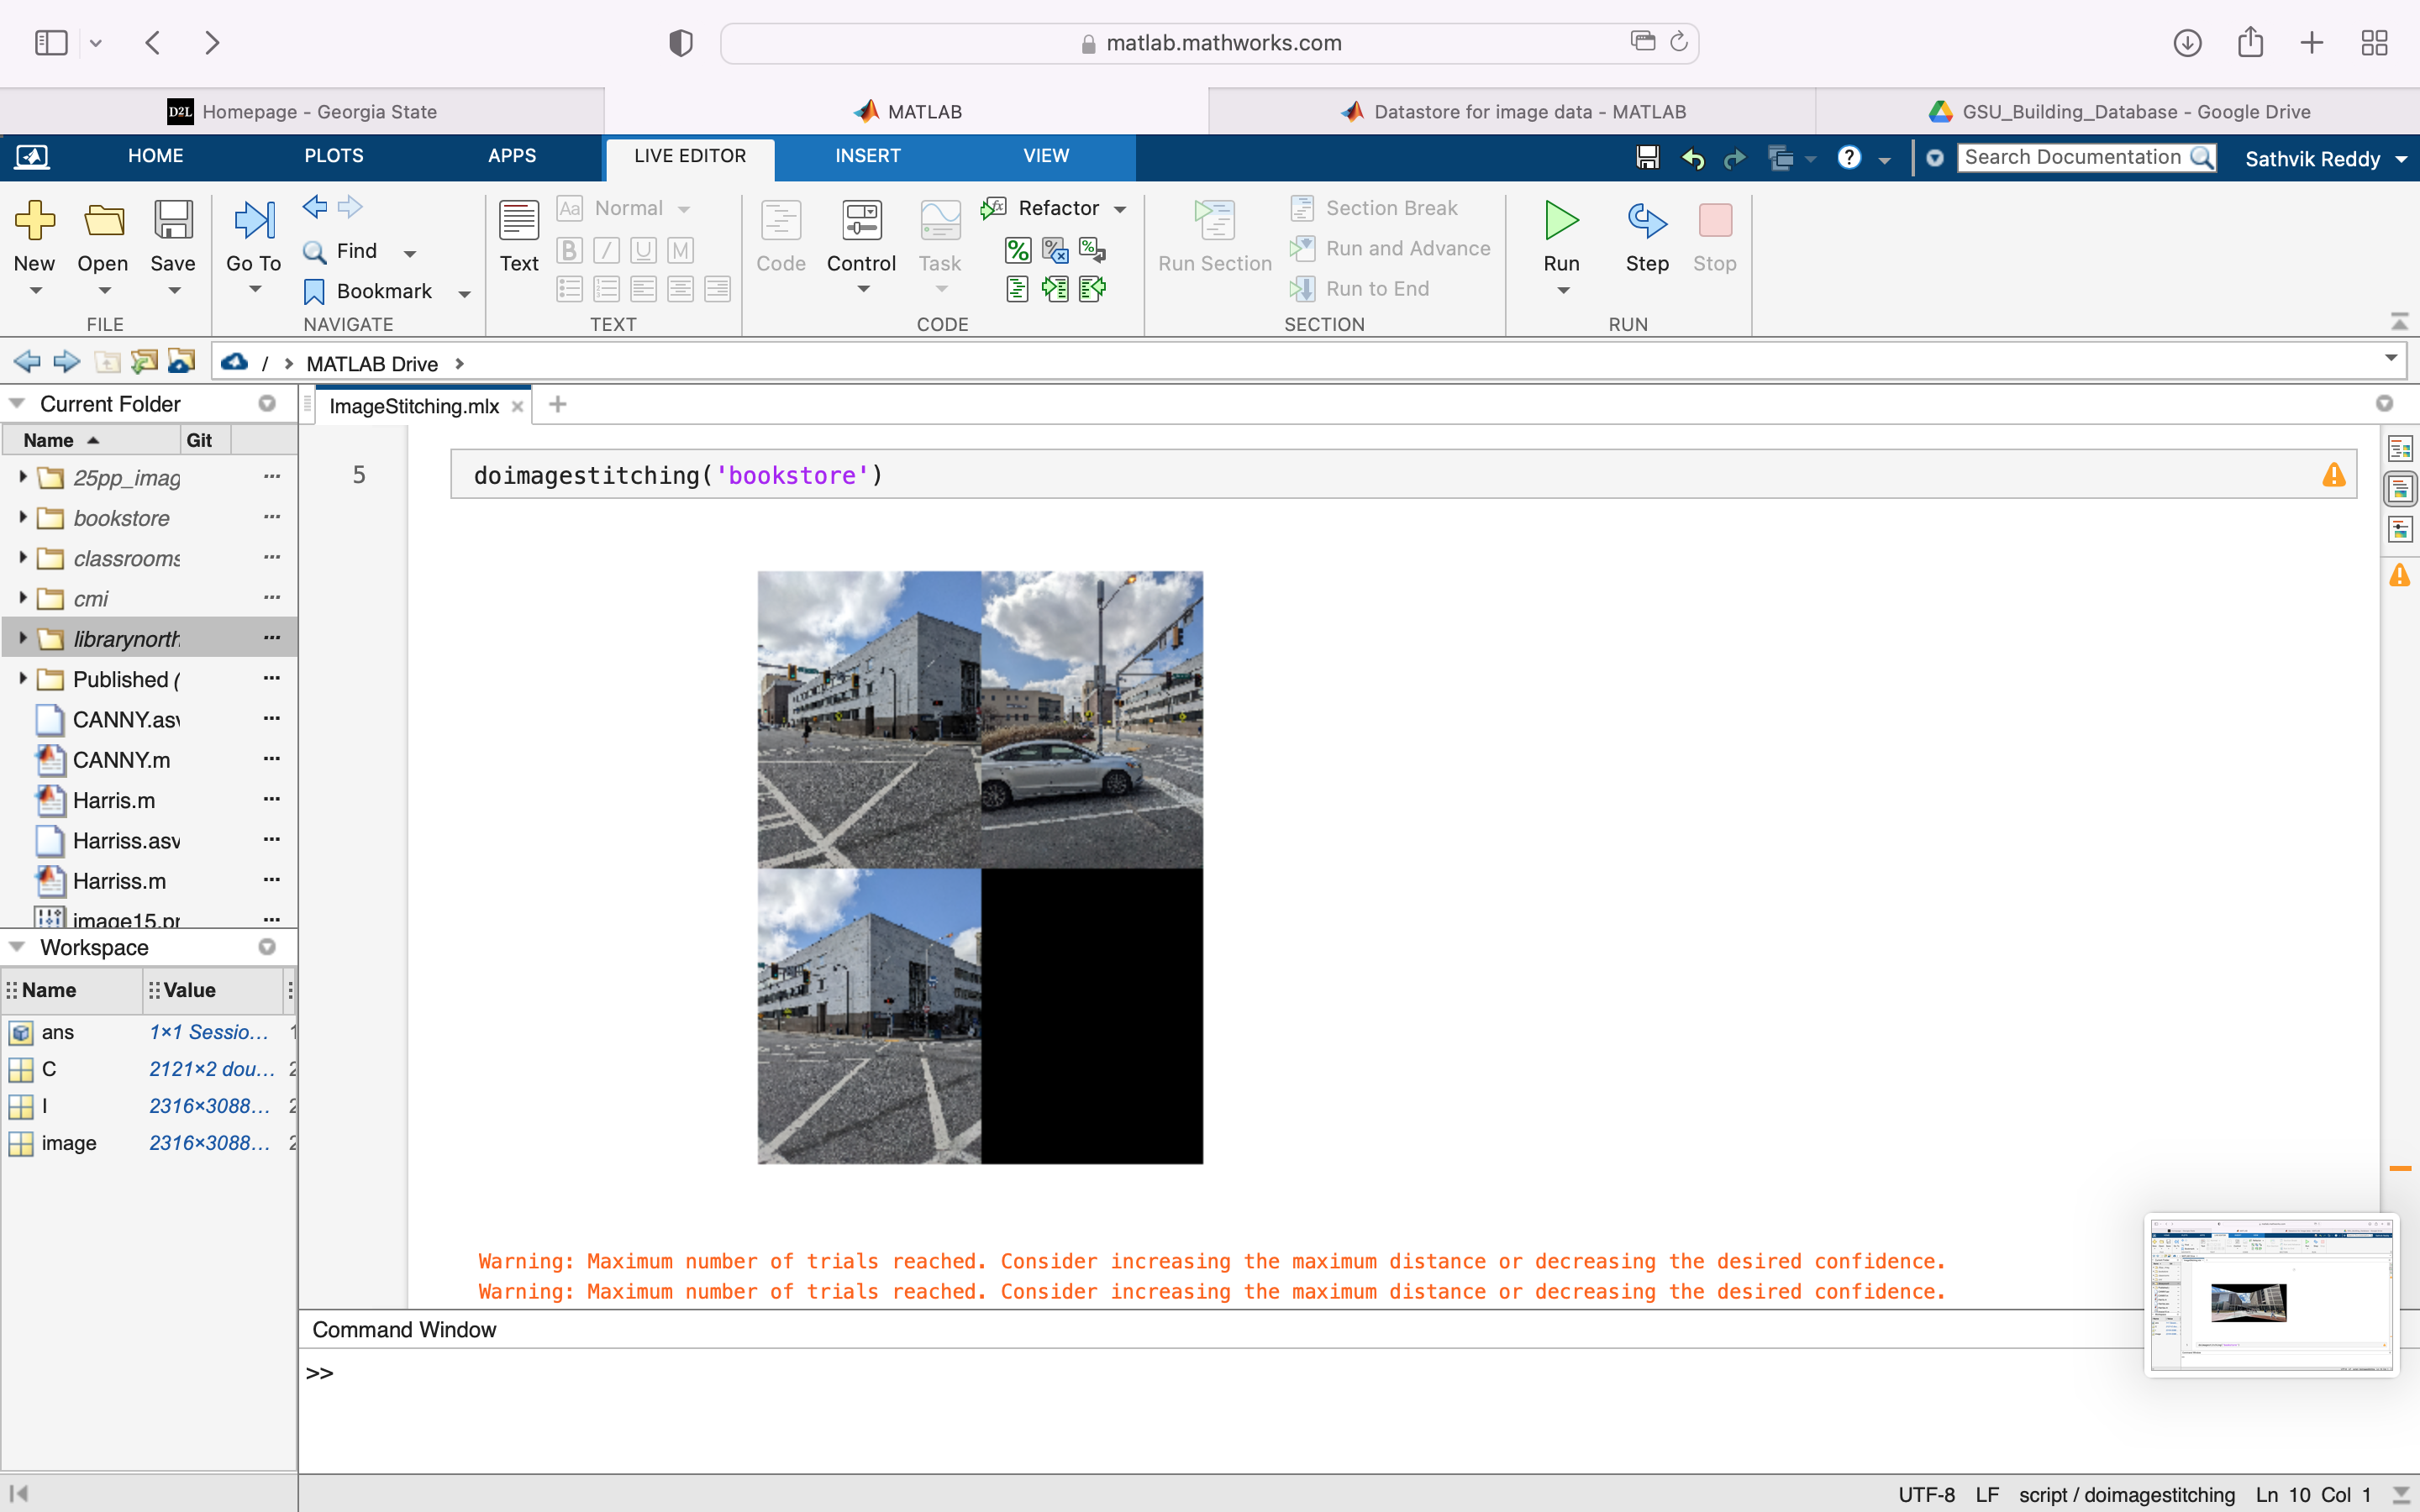 matlab.mathworks.com
D2L Homepage - Georgia State
MATLAB
Datastore for image data - MATLAB
GSU_Building_Database - Google Drive
HOME PLOTS APPS LIVE EDITOR INSERT VIEW
Search Documentation
Sathvik Reddy
New Open Save
Go To
Find
Bookmark
Text
Aa Normal
B / U M
Code Control Task
Refactor
Run Section
Section Break
Run and Advance
Run to End
Run Step Stop
FILE NAVIGATE TEXT CODE SECTION RUN
/ > MATLAB Drive >
Current Folder
Name Git
25pp_imag
bookstore
classrooms
cmi
librarynorth
Published (
CANNY.asv
CANNY.m
Harris.m
Harriss.asv
Harriss.m
image15.pr
ImageStitching.mlx
5 doimagestitching('bookstore')
Warning: Maximum number of trials reached. Consider increasing the maximum distance or decreasing the desired confidence.
Warning: Maximum number of trials reached. Consider increasing the maximum distance or decreasing the desired confidence.
Workspace
Name Value
ans 1×1 Sessio... 1
C 2121×2 dou... 2
I 2316×3088... 2
image 2316×3088... 2
Command Window
>>
UTF-8 LF script / doimagestitching Ln 10 Col 1